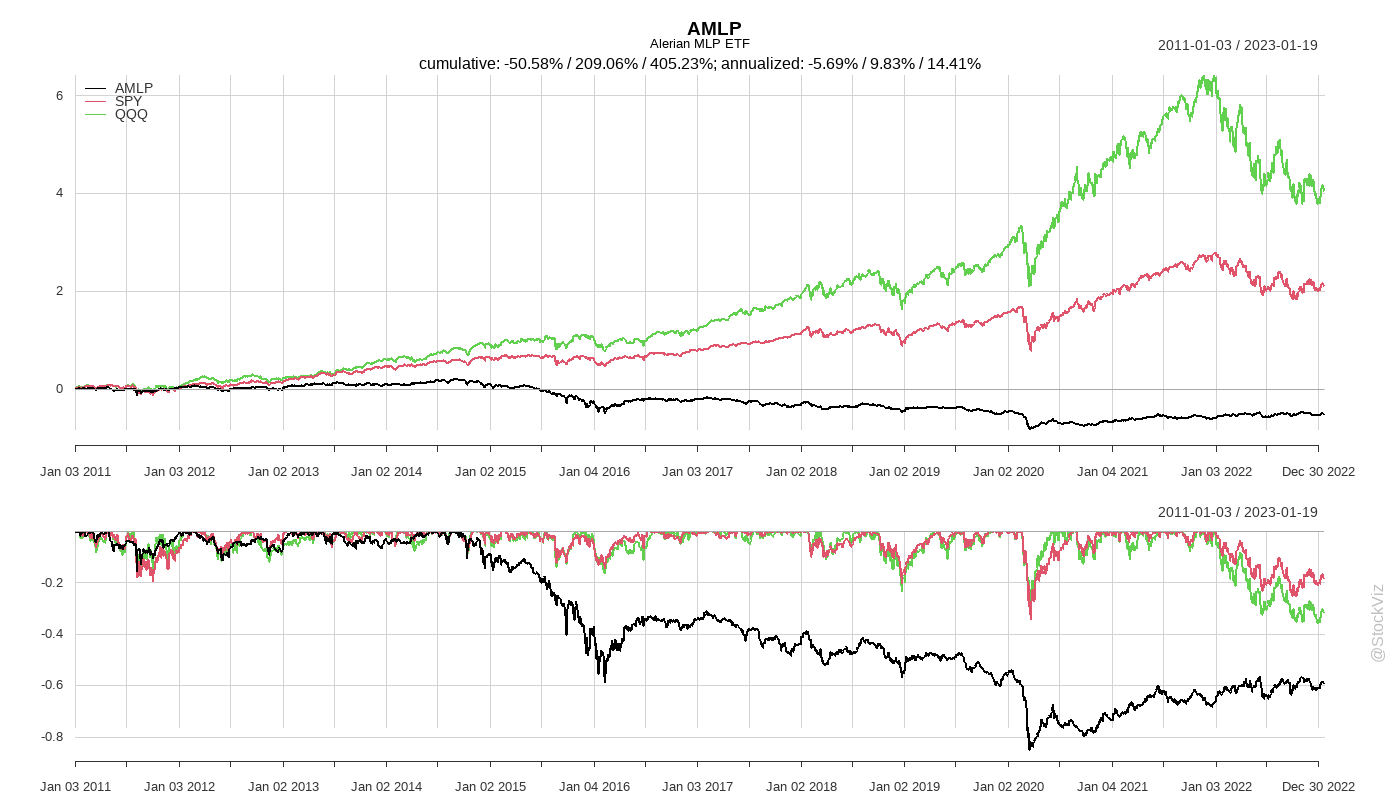 AMLP
Alerian MLP ETF
2011-01-03 / 2023-01-19
cumulative: -50.58% / 209.06% / 405.23%; annualized: -5.69% / 9.83% / 14.41%
AMLP
SPY
QQQ
6
4
2
0
Jan 03 2011 Jan 03 2012 Jan 02 2013 Jan 02 2014 Jan 02 2015 Jan 04 2016 Jan 03 2017 Jan 02 2018 Jan 02 2019 Jan 02 2020 Jan 04 2021 Jan 03 2022 Dec 30 2022
2011-01-03 / 2023-01-19
-0.2
-0.4
-0.6
-0.8
Jan 03 2011 Jan 03 2012 Jan 02 2013 Jan 02 2014 Jan 02 2015 Jan 04 2016 Jan 03 2017 Jan 02 2018 Jan 02 2019 Jan 02 2020 Jan 04 2021 Jan 03 2022 Dec 30 2022
@StockViz